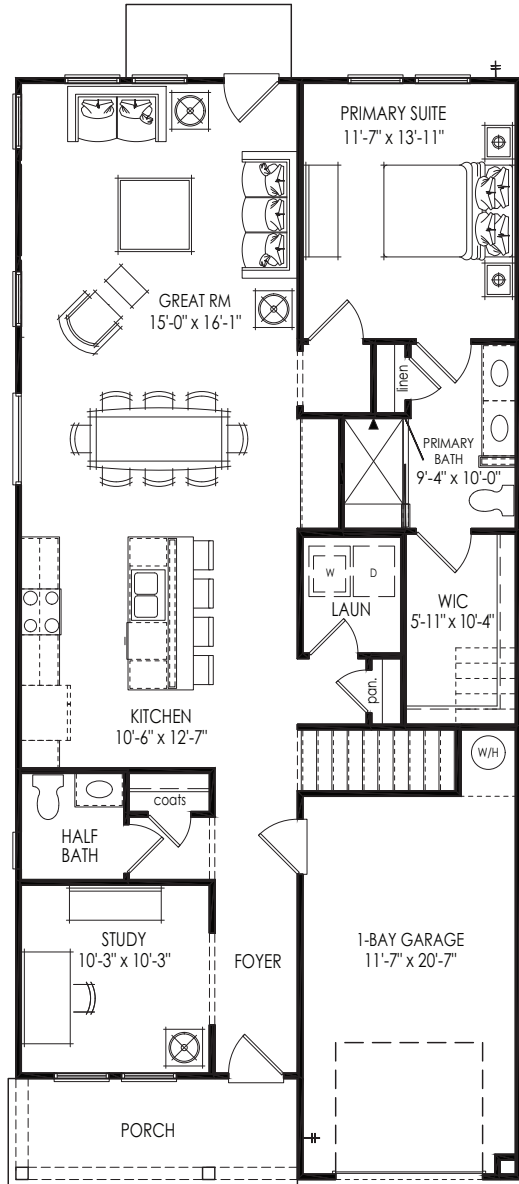 PRIMARY SUITE
11'-7" x 13'-11"
GREAT RM
15'-0" x 16'-1"
linen
PRIMARY
BATH
9'-4" x 10'-0"
W
D
LAUN
WIC
5'-11" x 10'-4"
pan.
KITCHEN
10'-6" x 12'-7"
W/H
coats
HALF
BATH
STUDY
10'-3" x 10'-3"
FOYER
1-BAY GARAGE
11'-7" x 20'-7"
PORCH